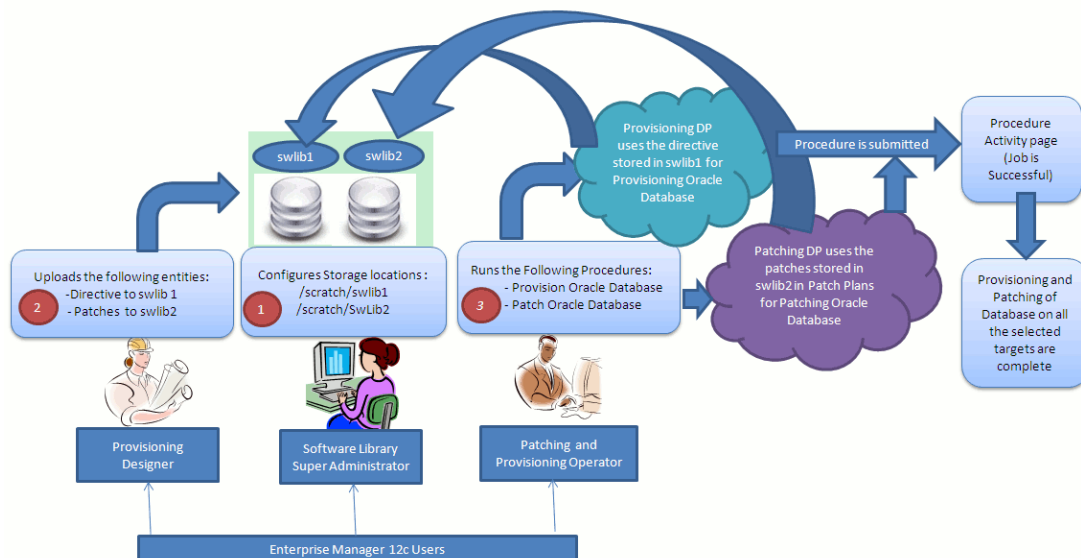 swlib1
swlib2
Provisioning DP
uses the directive
stored in swlib1 for
Provisioning Oracle
Database
Procedure is submitted
Procedure
Activity page
(Job is
Successful)
Uploads the following entities:
2
-Directive to swlib 1
- Patches to swlib2
Configures Storage locations :
1
/scratch/swlib1
/scratch/SwLib2
Runs the Following Procedures:
3
- Provision Oracle Database
- Patch Oracle Database
Patching DP uses the
patches stored in
swlib2 in Patch Plans
for Patching Oracle
Database
Provisioning and
Patching of
Database on all
the selected
targets are
complete
Provisioning
Designer
Software Library
Super Administrator
Patching and
Provisioning Operator
Enterprise Manager 12c Users